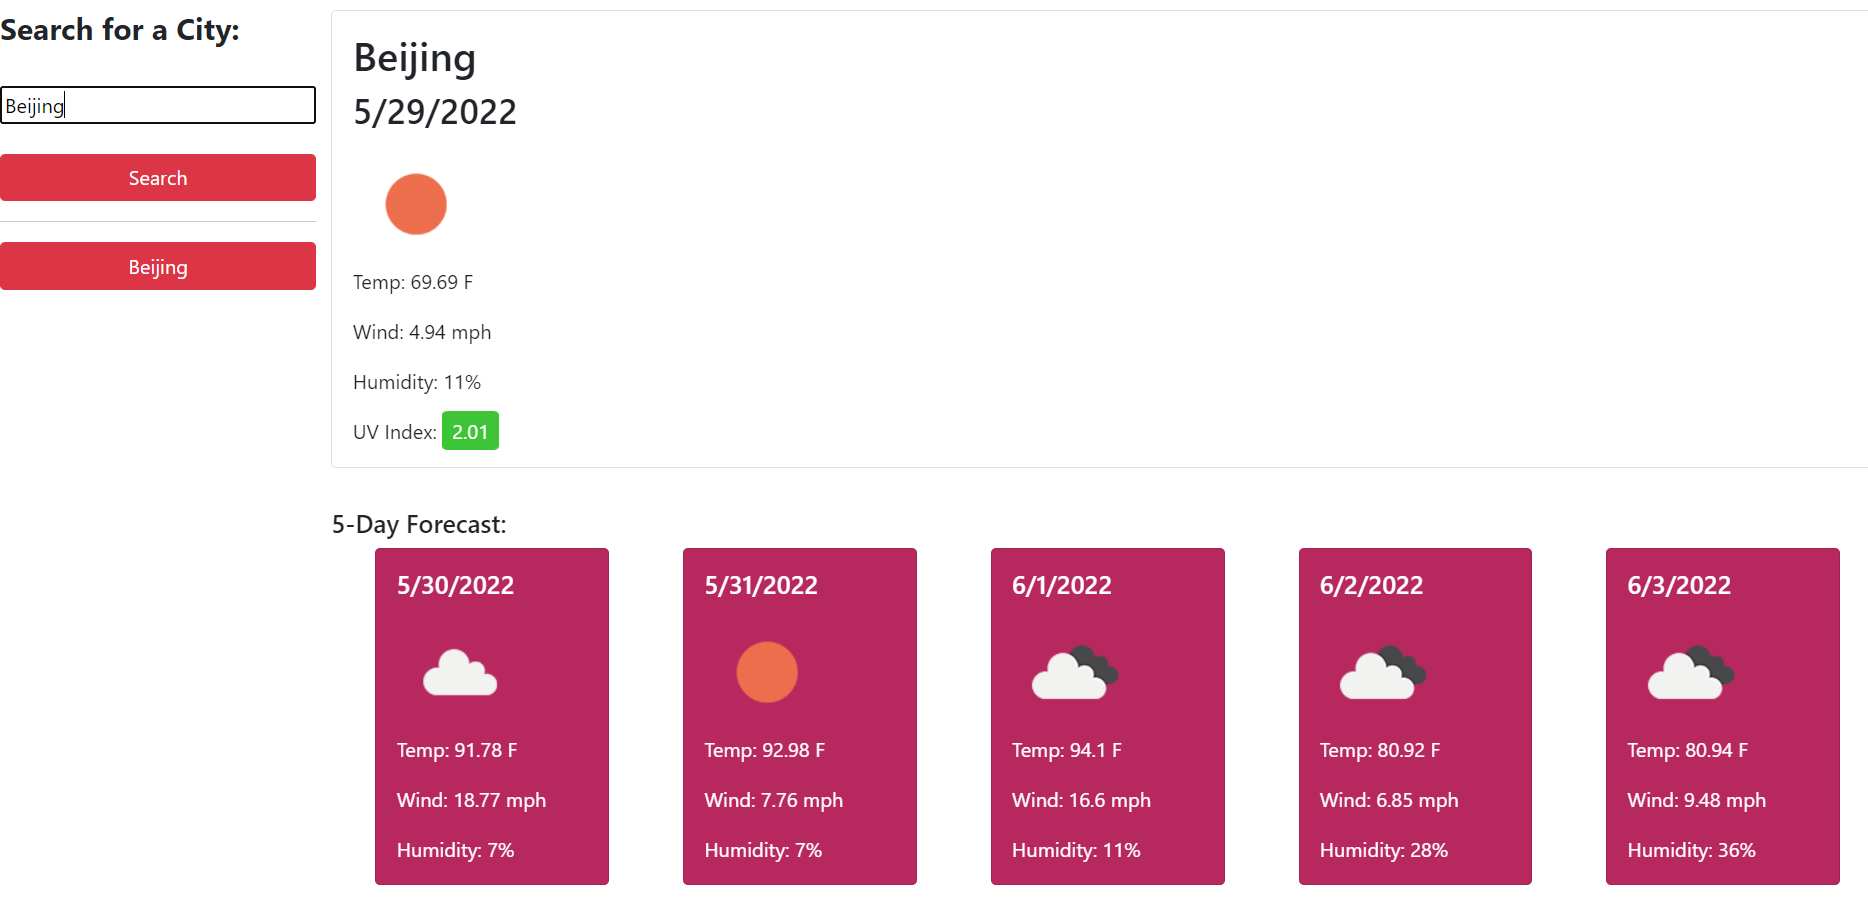 Search for a City:
Beijing
Search
Beijing
Beijing
5/29/2022
Temp: 69.69 F
Wind: 4.94 mph
Humidity: 11%
UV Index: 2.01
5-Day Forecast:
5/30/2022
Temp: 91.78 F
Wind: 18.77 mph
Humidity: 7%
5/31/2022
Temp: 92.98 F
Wind: 7.76 mph
Humidity: 7%
6/1/2022
Temp: 94.1 F
Wind: 16.6 mph
Humidity: 11%
6/2/2022
Temp: 80.92 F
Wind: 6.85 mph
Humidity: 28%
6/3/2022
Temp: 80.94 F
Wind: 9.48 mph
Humidity: 36%